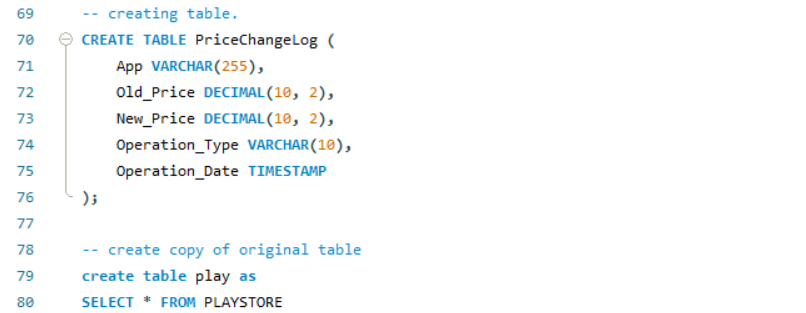 69 -- creating table.
70 CREATE TABLE PriceChangeLog (
71 App VARCHAR(255),
72 Old_Price DECIMAL(10, 2),
73 New_Price DECIMAL(10, 2),
74 Operation_Type VARCHAR(10),
75 Operation_Date TIMESTAMP
76 );
77
78 -- create copy of original table
79 create table play as
80 SELECT * FROM PLAYSTORE